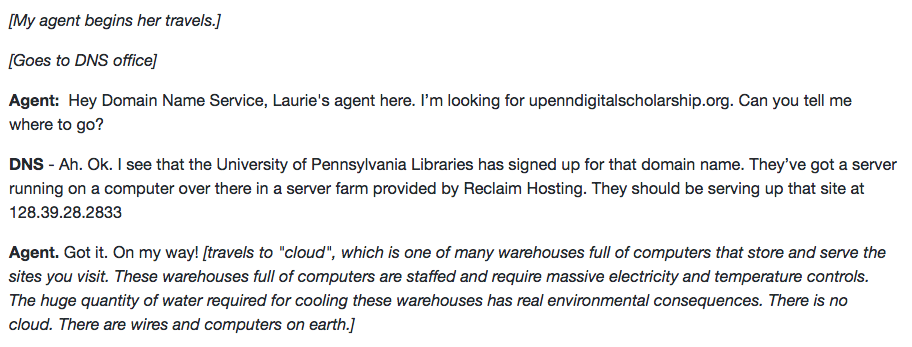 [My agent begins her travels.]
[Goes to DNS office]
Agent:  Hey Domain Name Service, Laurie's agent here. I’m looking for upenndigitalscholarship.org. Can you tell me
where to go?
DNS - Ah. Ok. I see that the University of Pennsylvania Libraries has signed up for that domain name. They’ve got a server
running on a computer over there in a server farm provided by Reclaim Hosting. They should be serving up that site at
128.39.28.2833
Agent. Got it. On my way! [travels to "cloud", which is one of many warehouses full of computers that store and serve the
sites you visit. These warehouses full of computers are staffed and require massive electricity and temperature controls.
The huge quantity of water required for cooling these warehouses has real environmental consequences. There is no
cloud. There are wires and computers on earth.]